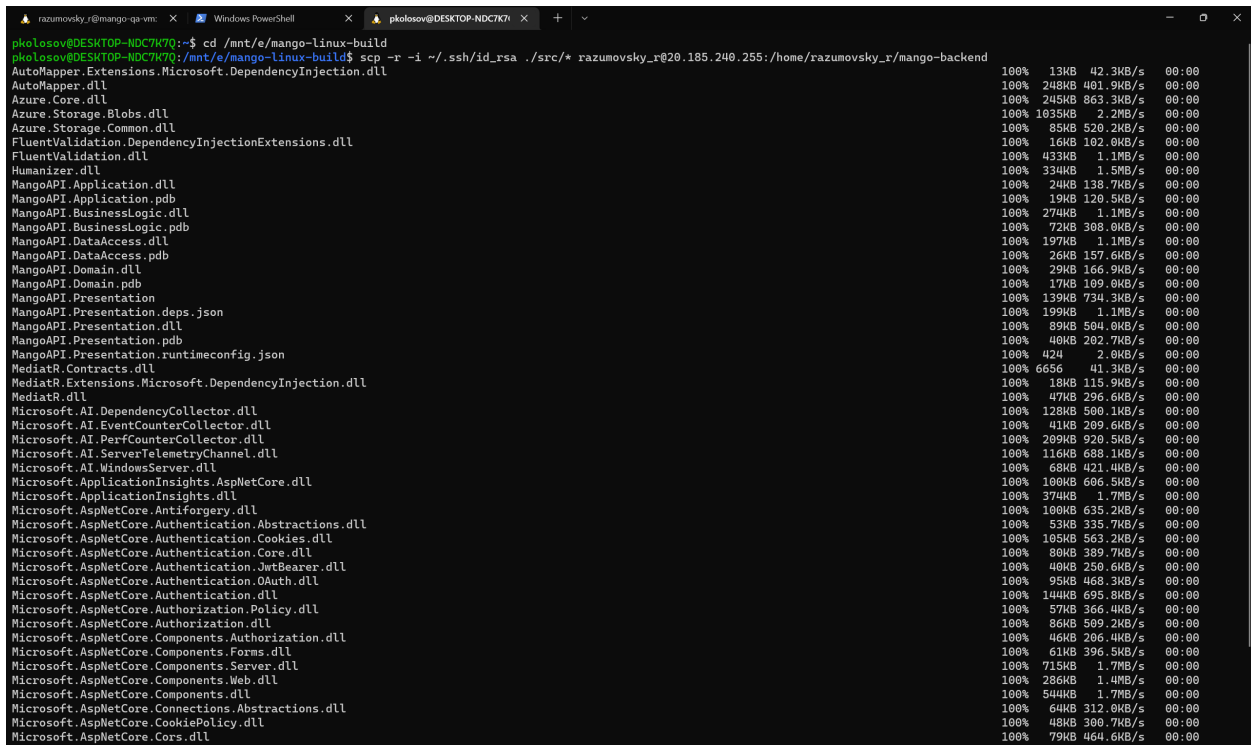 razumovsky_r@mango-qa-vm: Windows PowerShell pkolosov@DESKTOP-NDC7K7(
pkolosov@DESKTOP-NDC7K7Q:~$ cd /mnt/e/mango-linux-build
pkolosov@DESKTOP-NDC7K7Q:/mnt/e/mango-linux-build$ scp -r -i ~/.ssh/id_rsa ./src/* razumovsky_r@20.185.240.255:/home/razumovsky_r/mango-backend
AutoMapper.Extensions.Microsoft.DependencyInjection.dll 100% 13KB 42.3KB/s 00:00
AutoMapper.dll 100% 248KB 401.9KB/s 00:00
Azure.Core.dll 100% 245KB 863.3KB/s 00:00
Azure.Storage.Blobs.dll 100% 1035KB 2.2MB/s 00:00
Azure.Storage.Common.dll 100% 85KB 520.2KB/s 00:00
FluentValidation.DependencyInjectionExtensions.dll 100% 16KB 102.0KB/s 00:00
FluentValidation.dll 100% 433KB 1.1MB/s 00:00
Humanizer.dll 100% 334KB 1.5MB/s 00:00
MangoAPI.Application.dll 100% 24KB 138.7KB/s 00:00
MangoAPI.Application.pdb 100% 19KB 120.5KB/s 00:00
MangoAPI.BusinessLogic.dll 100% 274KB 1.1MB/s 00:00
MangoAPI.BusinessLogic.pdb 100% 72KB 308.0KB/s 00:00
MangoAPI.DataAccess.dll 100% 197KB 1.1MB/s 00:00
MangoAPI.DataAccess.pdb 100% 26KB 157.6KB/s 00:00
MangoAPI.Domain.dll 100% 29KB 166.9KB/s 00:00
MangoAPI.Domain.pdb 100% 17KB 109.0KB/s 00:00
MangoAPI.Presentation 100% 139KB 734.3KB/s 00:00
MangoAPI.Presentation.deps.json 100% 199KB 1.1MB/s 00:00
MangoAPI.Presentation.dll 100% 89KB 504.0KB/s 00:00
MangoAPI.Presentation.pdb 100% 40KB 202.7KB/s 00:00
MangoAPI.Presentation.runtimeconfig.json 100% 424 2.0KB/s 00:00
MediatR.Contracts.dll 100% 6656 41.3KB/s 00:00
MediatR.Extensions.Microsoft.DependencyInjection.dll 100% 18KB 115.9KB/s 00:00
MediatR.dll 100% 47KB 296.6KB/s 00:00
Microsoft.AI.DependencyCollector.dll 100% 128KB 500.1KB/s 00:00
Microsoft.AI.EventCounterCollector.dll 100% 41KB 209.6KB/s 00:00
Microsoft.AI.PerfCounterCollector.dll 100% 209KB 920.5KB/s 00:00
Microsoft.AI.ServerTelemetryChannel.dll 100% 116KB 688.1KB/s 00:00
Microsoft.AI.WindowsServer.dll 100% 68KB 421.4KB/s 00:00
Microsoft.ApplicationInsights.AspNetCore.dll 100% 100KB 606.5KB/s 00:00
Microsoft.ApplicationInsights.dll 100% 374KB 1.7MB/s 00:00
Microsoft.AspNetCore.Antiforgery.dll 100% 100KB 635.2KB/s 00:00
Microsoft.AspNetCore.Authentication.Abstractions.dll 100% 53KB 335.7KB/s 00:00
Microsoft.AspNetCore.Authentication.Cookies.dll 100% 105KB 563.2KB/s 00:00
Microsoft.AspNetCore.Authentication.Core.dll 100% 80KB 389.7KB/s 00:00
Microsoft.AspNetCore.Authentication.JwtBearer.dll 100% 40KB 250.6KB/s 00:00
Microsoft.AspNetCore.Authentication.OAuth.dll 100% 95KB 468.3KB/s 00:00
Microsoft.AspNetCore.Authentication.dll 100% 144KB 695.8KB/s 00:00
Microsoft.AspNetCore.Authorization.Policy.dll 100% 57KB 366.4KB/s 00:00
Microsoft.AspNetCore.Authorization.dll 100% 86KB 509.2KB/s 00:00
Microsoft.AspNetCore.Components.Authorization.dll 100% 46KB 206.4KB/s 00:00
Microsoft.AspNetCore.Components.Forms.dll 100% 61KB 396.5KB/s 00:00
Microsoft.AspNetCore.Components.Server.dll 100% 715KB 1.7MB/s 00:00
Microsoft.AspNetCore.Components.Web.dll 100% 286KB 1.4MB/s 00:00
Microsoft.AspNetCore.Components.dll 100% 544KB 1.7MB/s 00:00
Microsoft.AspNetCore.Connections.Abstractions.dll 100% 64KB 312.0KB/s 00:00
Microsoft.AspNetCore.CookiePolicy.dll 100% 48KB 300.7KB/s 00:00
Microsoft.AspNetCore.Cors.dll 100% 79KB 464.6KB/s 00:00